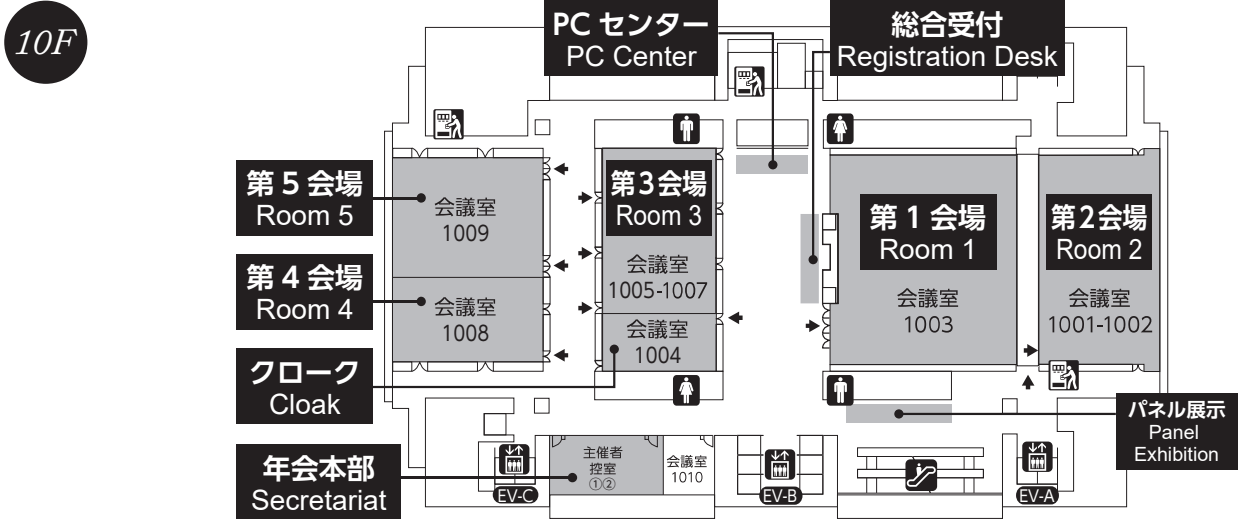 10F
PC センター
PC Center
総合受付
Registration Desk
第 5 会場
Room 5
会議室
1009
第3会場
Room 3
会議室
1005-1007
第 1 会場
Room 1
会議室
1003
第2会場
Room 2
会議室
1001-1002
第 4 会場
Room 4
会議室
1008
会議室
1004
クローク
Cloak
パネル展示
Panel
Exhibition
年会本部
Secretariat
主催者
控室
①②
会議室
1010
EV-C
EV-B
EV-A